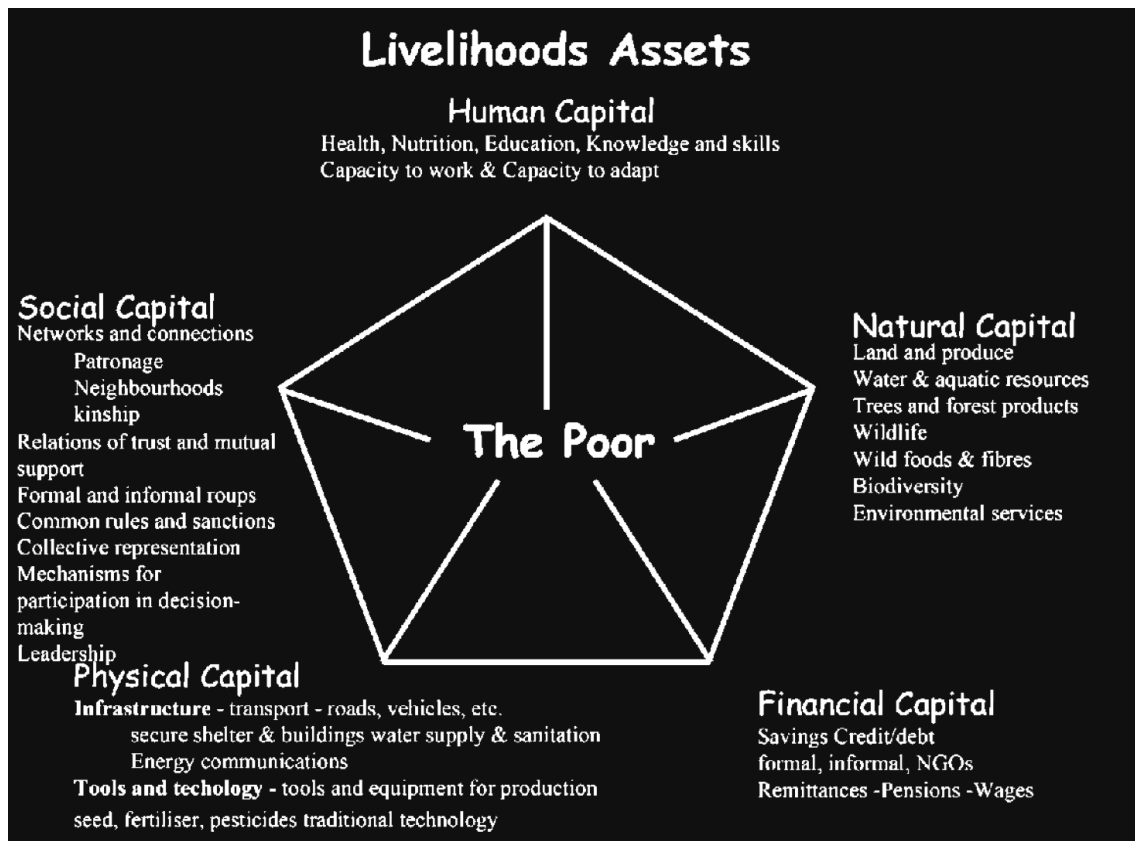 Livelihoods Assets
Human Capital
Health, Nutrition, Education, Knowledge and skills
Capacity to work & Capacity to adapt
Social Capital
Networks and connections
Patronage
Neighbourhoods
kinship
Relations of trust and mutual
support
Formal and informal roups
Common rules and sanctions
Collective representation
Mechanisms for
participation in decision-
making
Leadership
The Poor
Natural Capital
Land and produce
Water & aquatic resources
Trees and forest products
Wildlife
Wild foods & fibres
Biodiversity
Environmental services
Physical Capital
Infrastructure - transport - roads, vehicles, etc.
secure shelter & buildings water supply & sanitation
Energy communications
Tools and techology - tools and equipment for production
seed, fertiliser, pesticides traditional technology
Financial Capital
Savings Credit/debt
formal, informal, NGOs
Remittances -Pensions -Wages